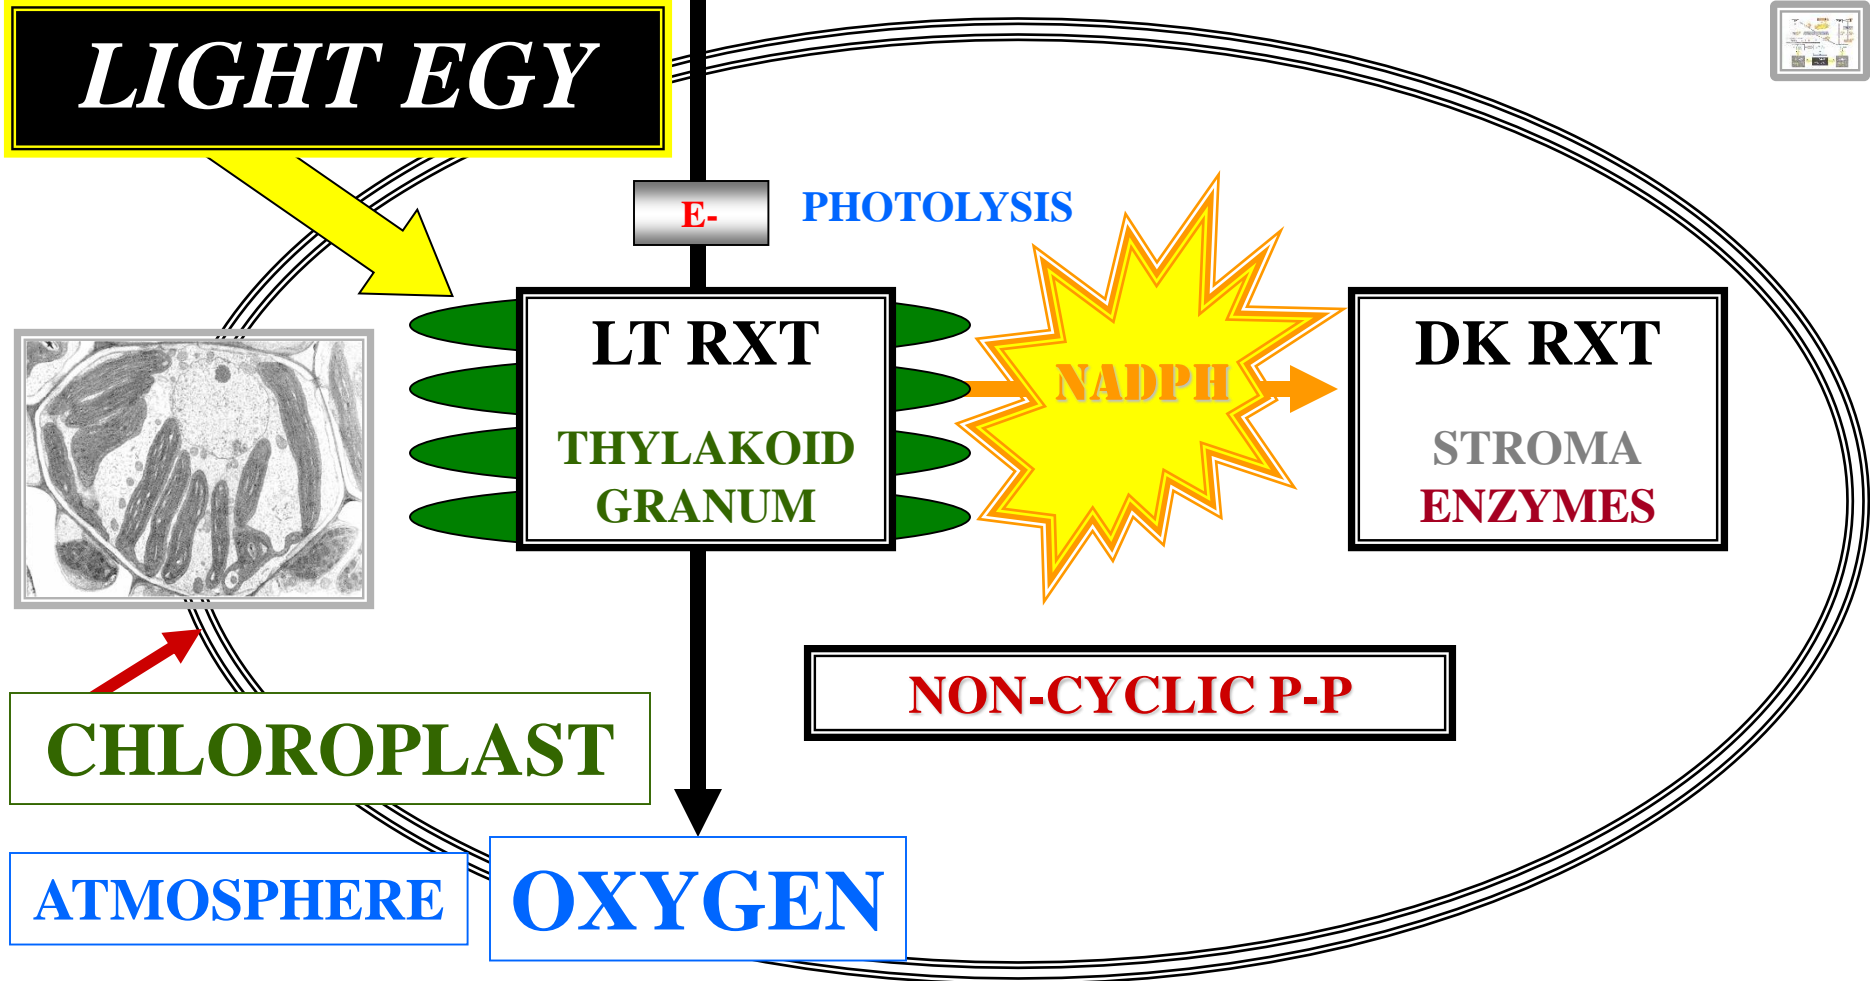 LIGHT EGY
E-
PHOTOLYSIS
LT RXT
THYLAKOID
GRANUM
NADPH
DK RXT
STROMA
ENZYMES
NON-CYCLIC P-P
CHLOROPLAST
ATMOSPHERE
OXYGEN